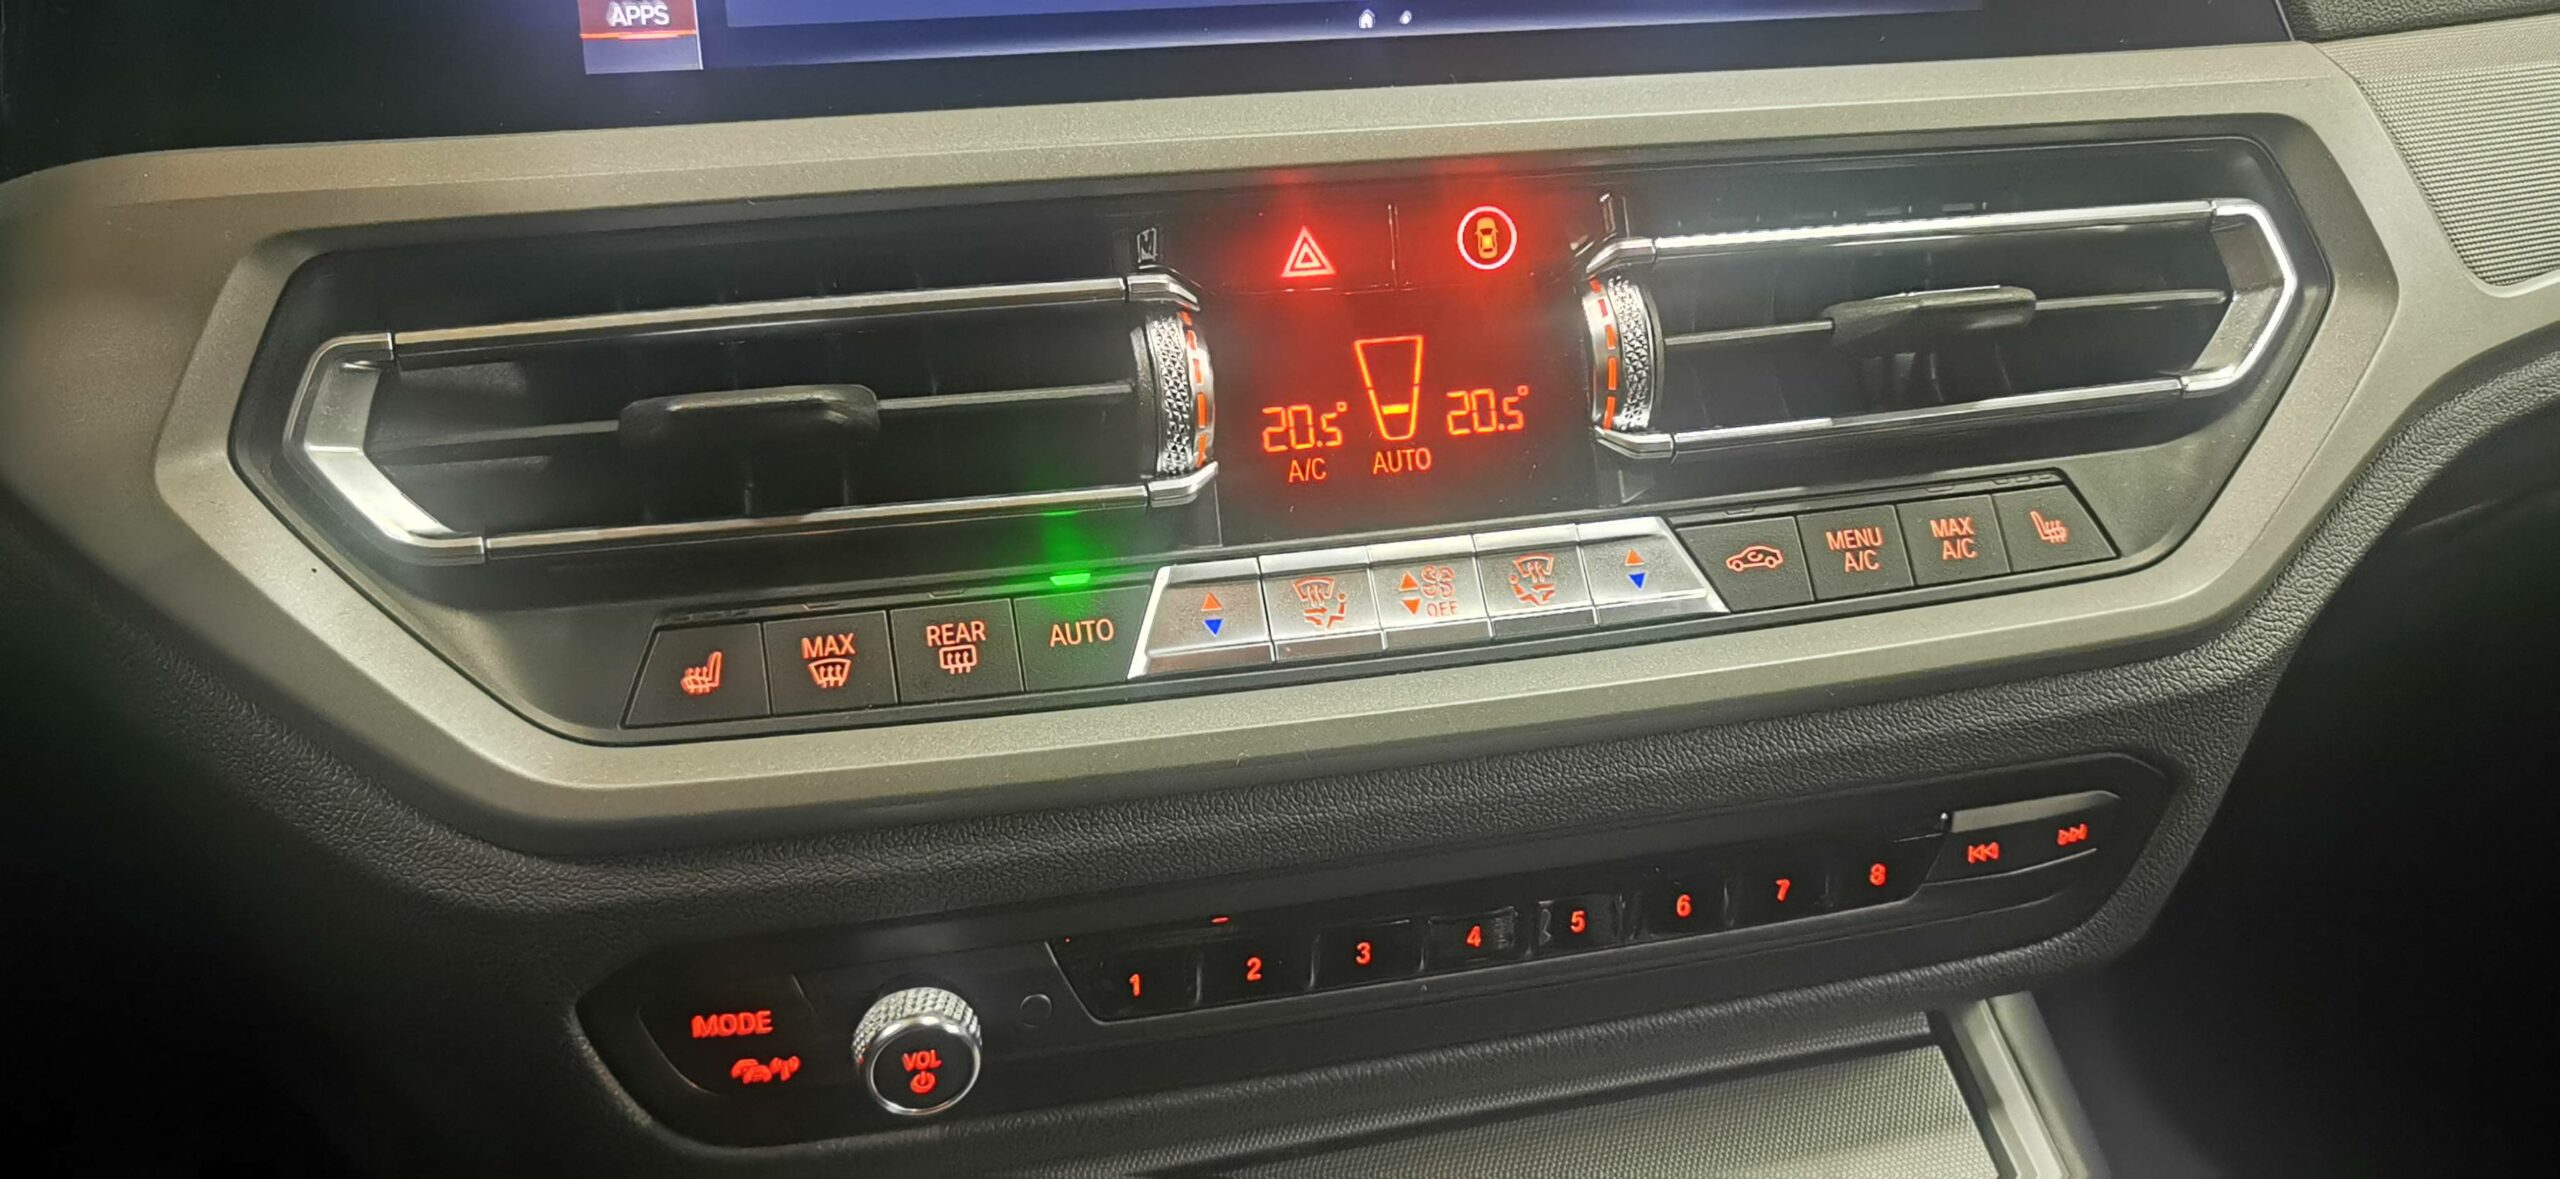 APPS
20.5° 20.5°
A/C AUTO
MAX
REAR
AUTO
OFF
MENU A/C
MAX A/C
MODE
VOL
1 2 3 4 5 6 7 8